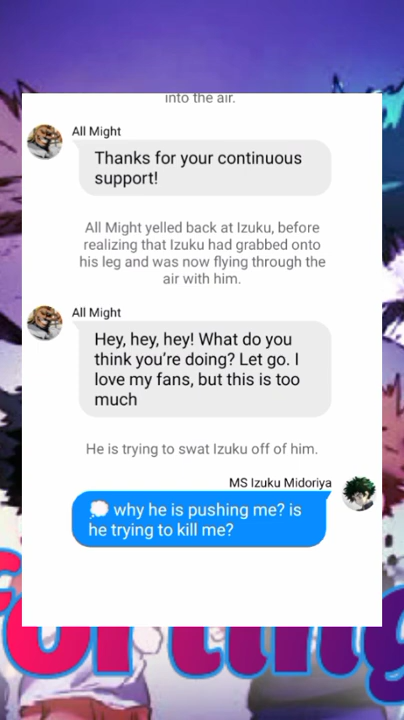 into the air.
All Might
Thanks for your continuous
support!
All Might yelled back at Izuku, before
realizing that Izuku had grabbed onto
his leg and was now flying through the
air with him.
All Might
Hey, hey, hey! What do you
think you're doing? Let go. I
love my fans, but this is too
much
He is trying to swat Izuku off of him.
MS Izuku Midoriya
💭 why he is pushing me? is
he trying to kill me?